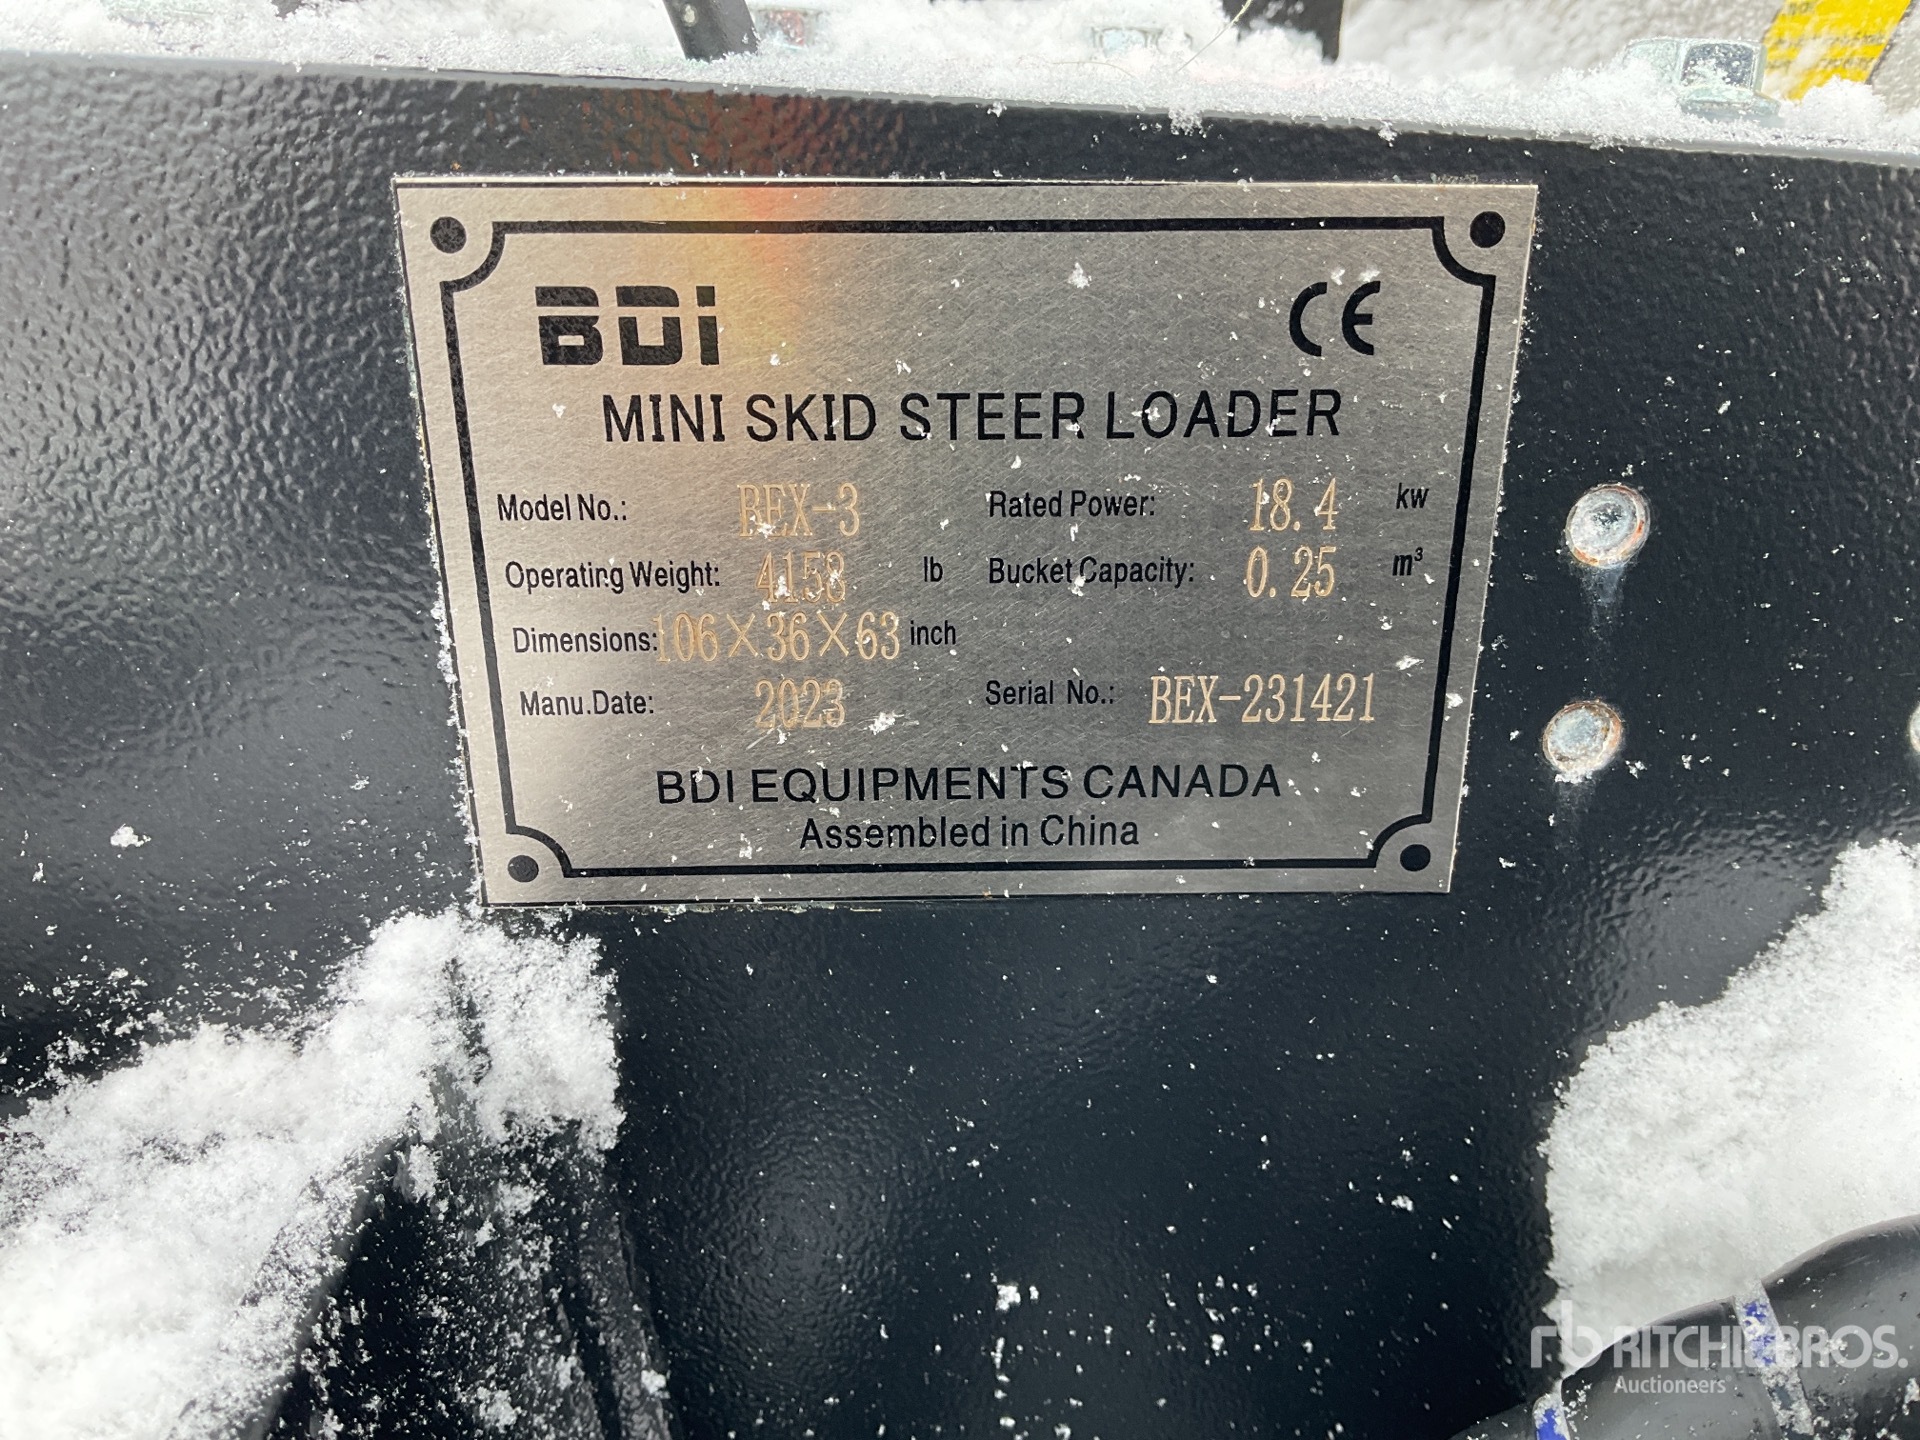 BDi CE
MINI SKID STEER LOADER
Model No.: BEX-3 Rated Power: 18.4 kw
Operating Weight: 4158 lb Bucket Capacity: 0.25 m³
Dimensions: 106×36×63 inch
Manu.Date: 2023 Serial No.: BEX-231421
BDI EQUIPMENTS CANADA
Assembled in China
rb RITCHIE BROS.
Auctioneers